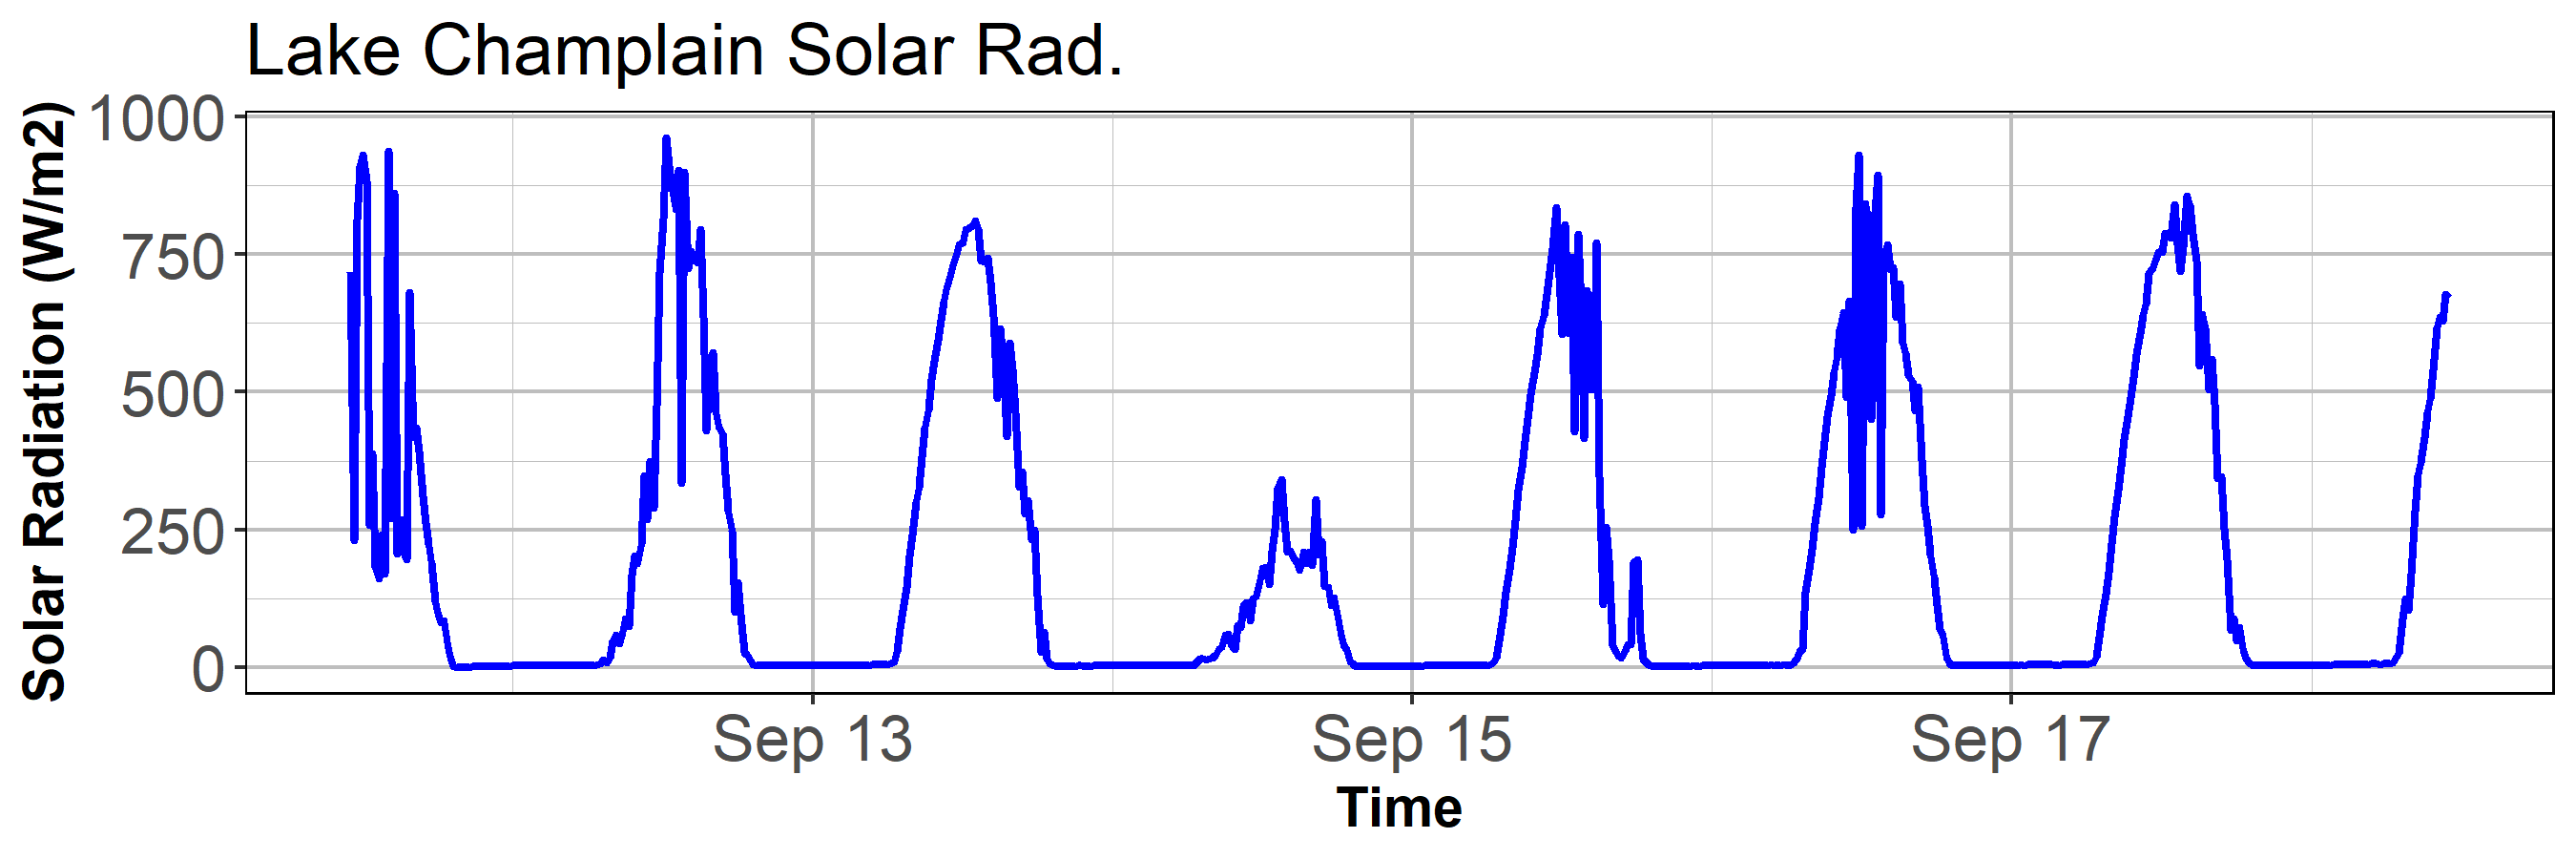 Lake Champlain Solar Rad.
Solar Radiation (W/m2)
1000
750
500
250
0
Sep 13
Sep 15
Sep 17
Time